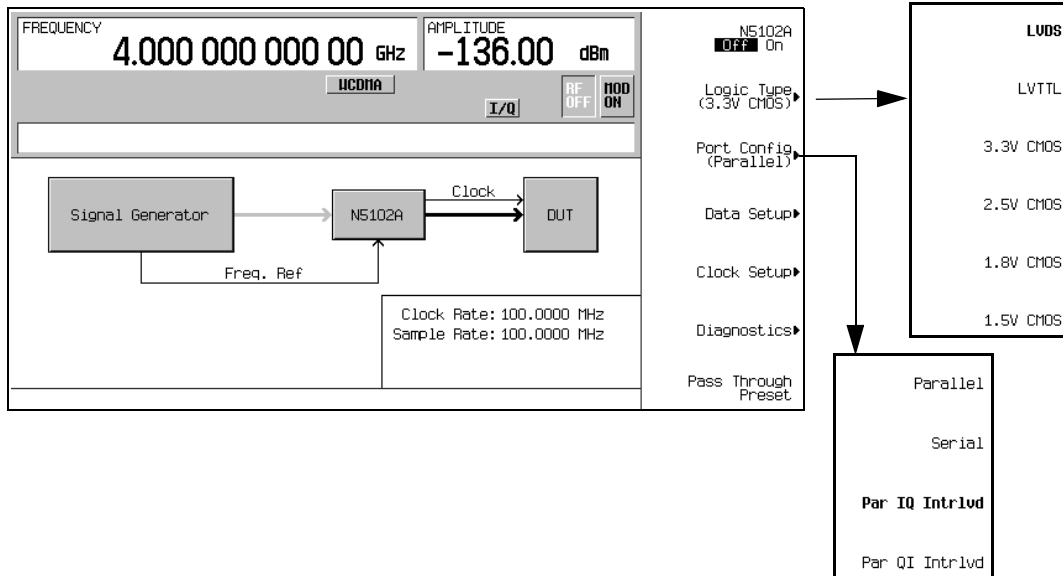 FREQUENCY
4.000 000 000 00 GHz
AMPLITUDE
-136.00 dBm
WCDMA
I/Q
RF OFF
MOD ON
Signal Generator
N5102A
Clock
DUT
Freq. Ref
Clock Rate: 100.0000 MHz
Sample Rate: 100.0000 MHz
N5102A
Off On
Logic Type
(3.3V CMOS)
Port Config
(Parallel)
Data Setup
Clock Setup
Diagnostics
Pass Through
Preset
LVDS
LVTTL
3.3V CMOS
2.5V CMOS
1.8V CMOS
1.5V CMOS
Parallel
Serial
Par IQ Intrlvd
Par QI Intrlvd